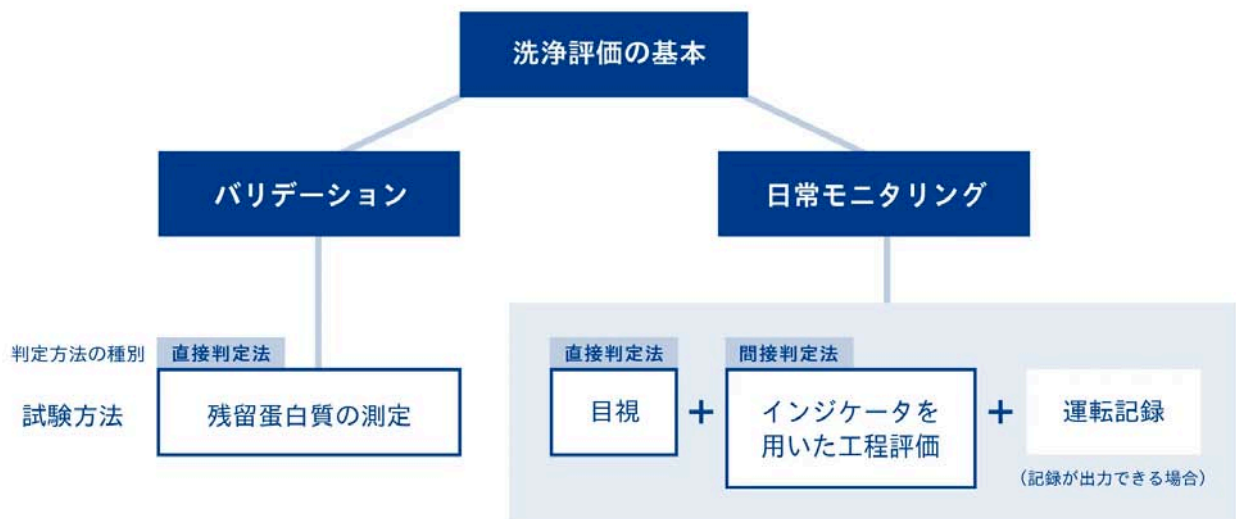 洗浄評価の基本
バリデーション
日常モニタリング
判定方法の種別
直接判定法
直接判定法
間接判定法
試験方法
残留蛋白質の測定
目視
+
インジケータを
用いた工程評価
+
運転記録
(記録が出力できる場合)